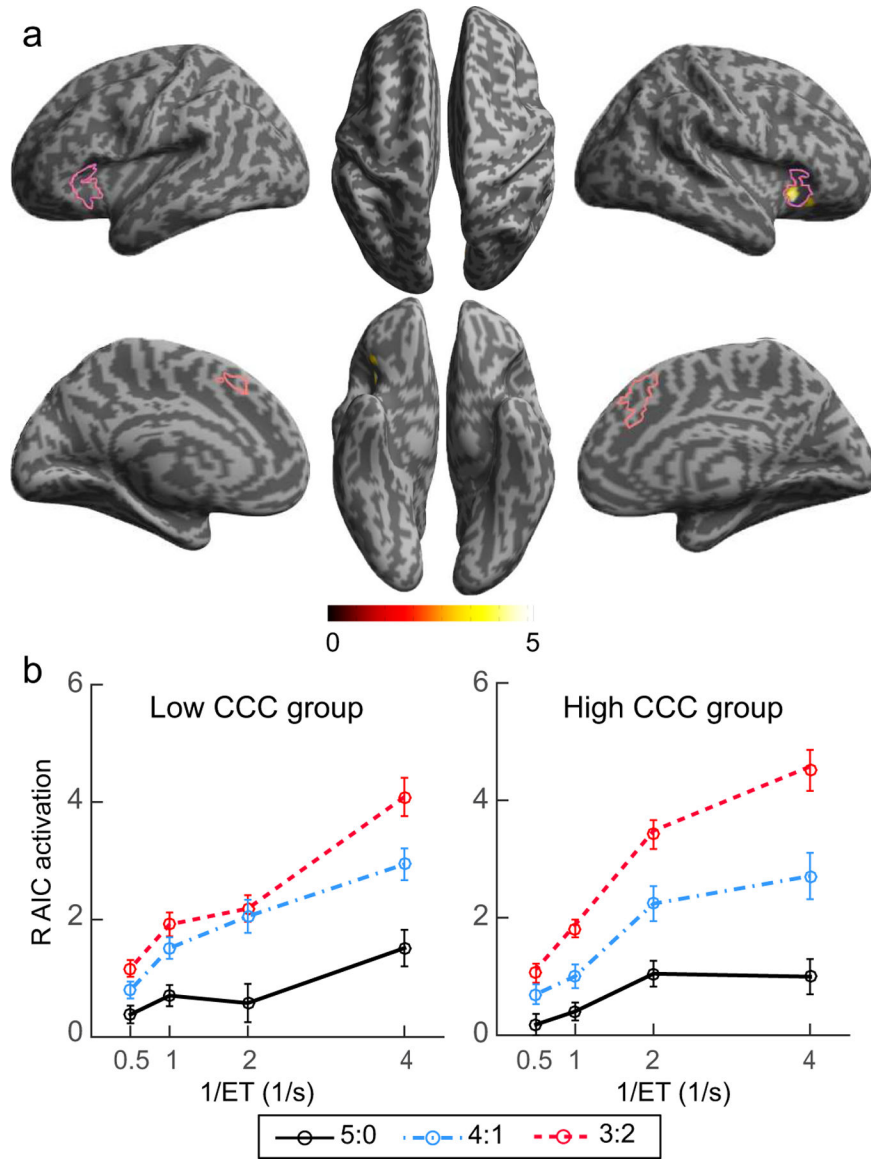 a
0 5
b
Low CCC group High CCC group
6 6
4 4
2 2
0 0
R AIC activation
0.5 1 2 4 0.5 1 2 4
1/ET (1/s) 1/ET (1/s)
5:0 4:1 3:2